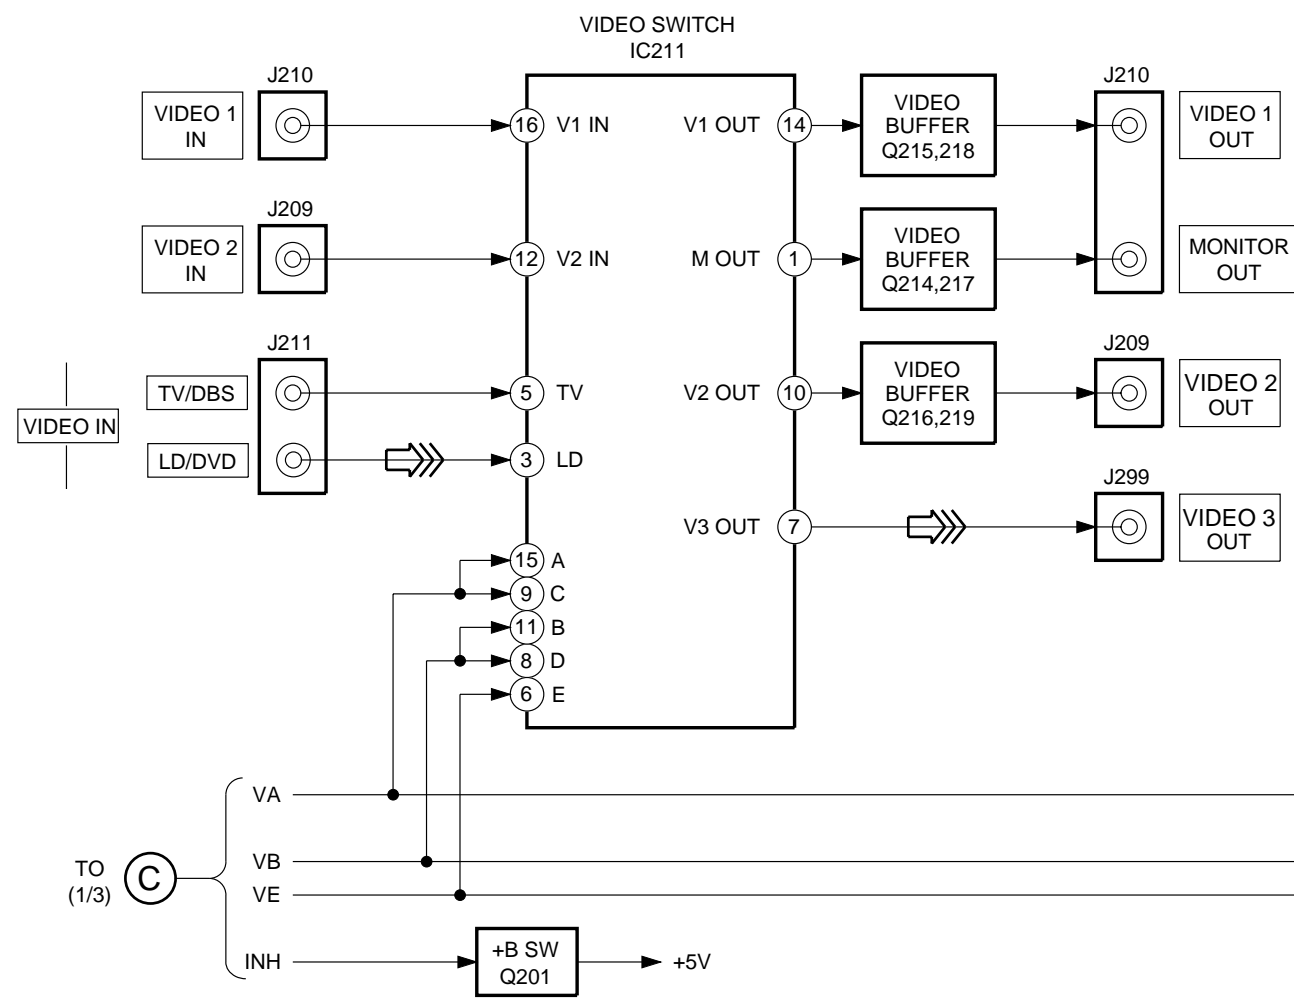 VIDEO SWITCH
IC211
J210
VIDEO 1
IN
16 V1 IN
V1 OUT 14
VIDEO
BUFFER
Q215,218
J210
VIDEO 1
OUT
J209
VIDEO 2
IN
12 V2 IN
M OUT 1
VIDEO
BUFFER
Q214,217
MONITOR
OUT
J211
VIDEO IN
TV/DBS
5 TV
V2 OUT 10
VIDEO
BUFFER
Q216,219
J209
VIDEO 2
OUT
LD/DVD
3 LD
V3 OUT 7
J299
VIDEO 3
OUT
15 A
9 C
11 B
8 D
6 E
TO
(1/3)
C
VA
VB
VE
INH
+B SW
Q201
+5V